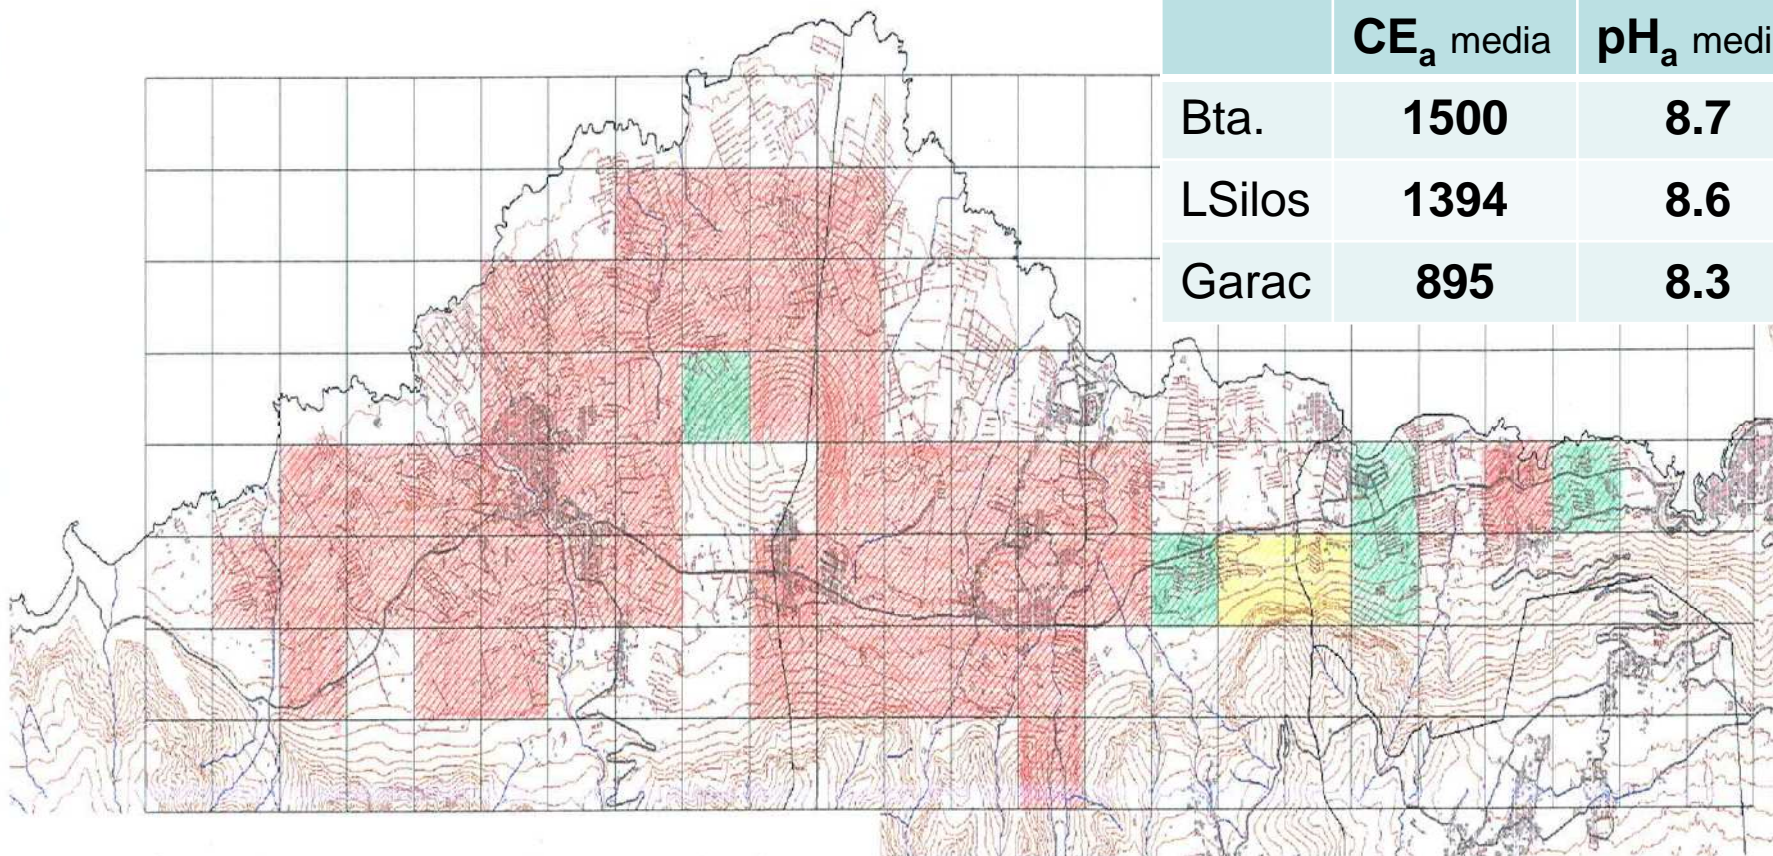 CEa media pHa medi
Bta. 1500 8.7
LSilos 1394 8.6
Garac 895 8.3